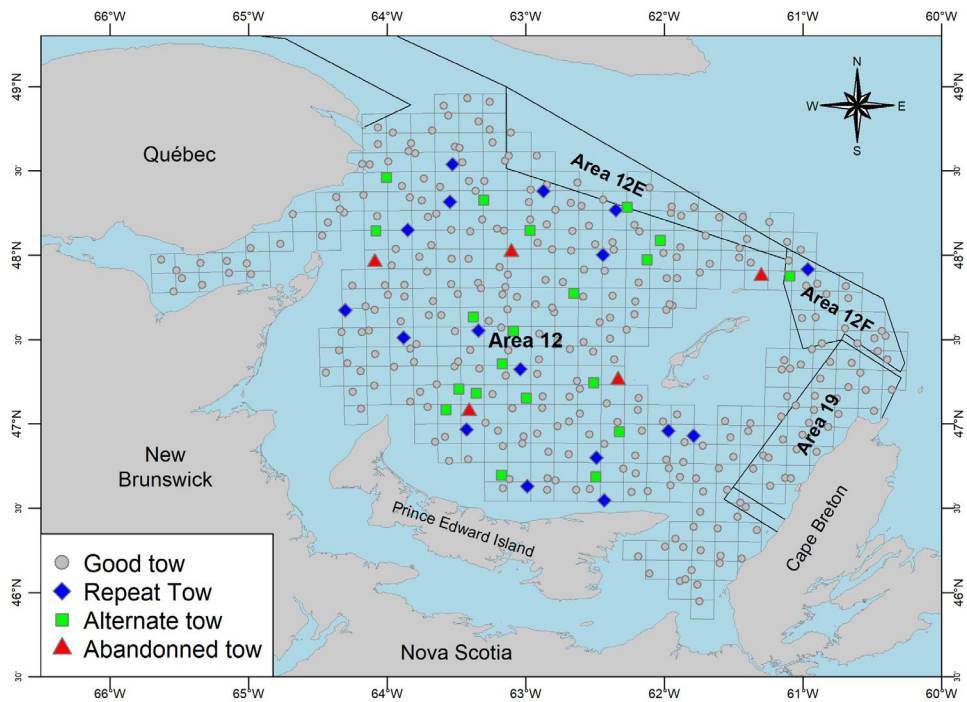 66°W 65°W 64°W 63°W 62°W 61°W 60°W
49°N 49°N
N
W E
S
Québec
30' 30'
Area 12E
48°N 48°N
Area 12F
30' 30'
Area 12
47°N 47°N
Area 19
New
Brunswick
Cape Breton
30' 30'
Prince Edward Island
Good tow
Repeat Tow
46°N 46°N
Alternate tow
Abandonned tow
Nova Scotia
30' 30'
66°W 65°W 64°W 63°W 62°W 61°W 60°W